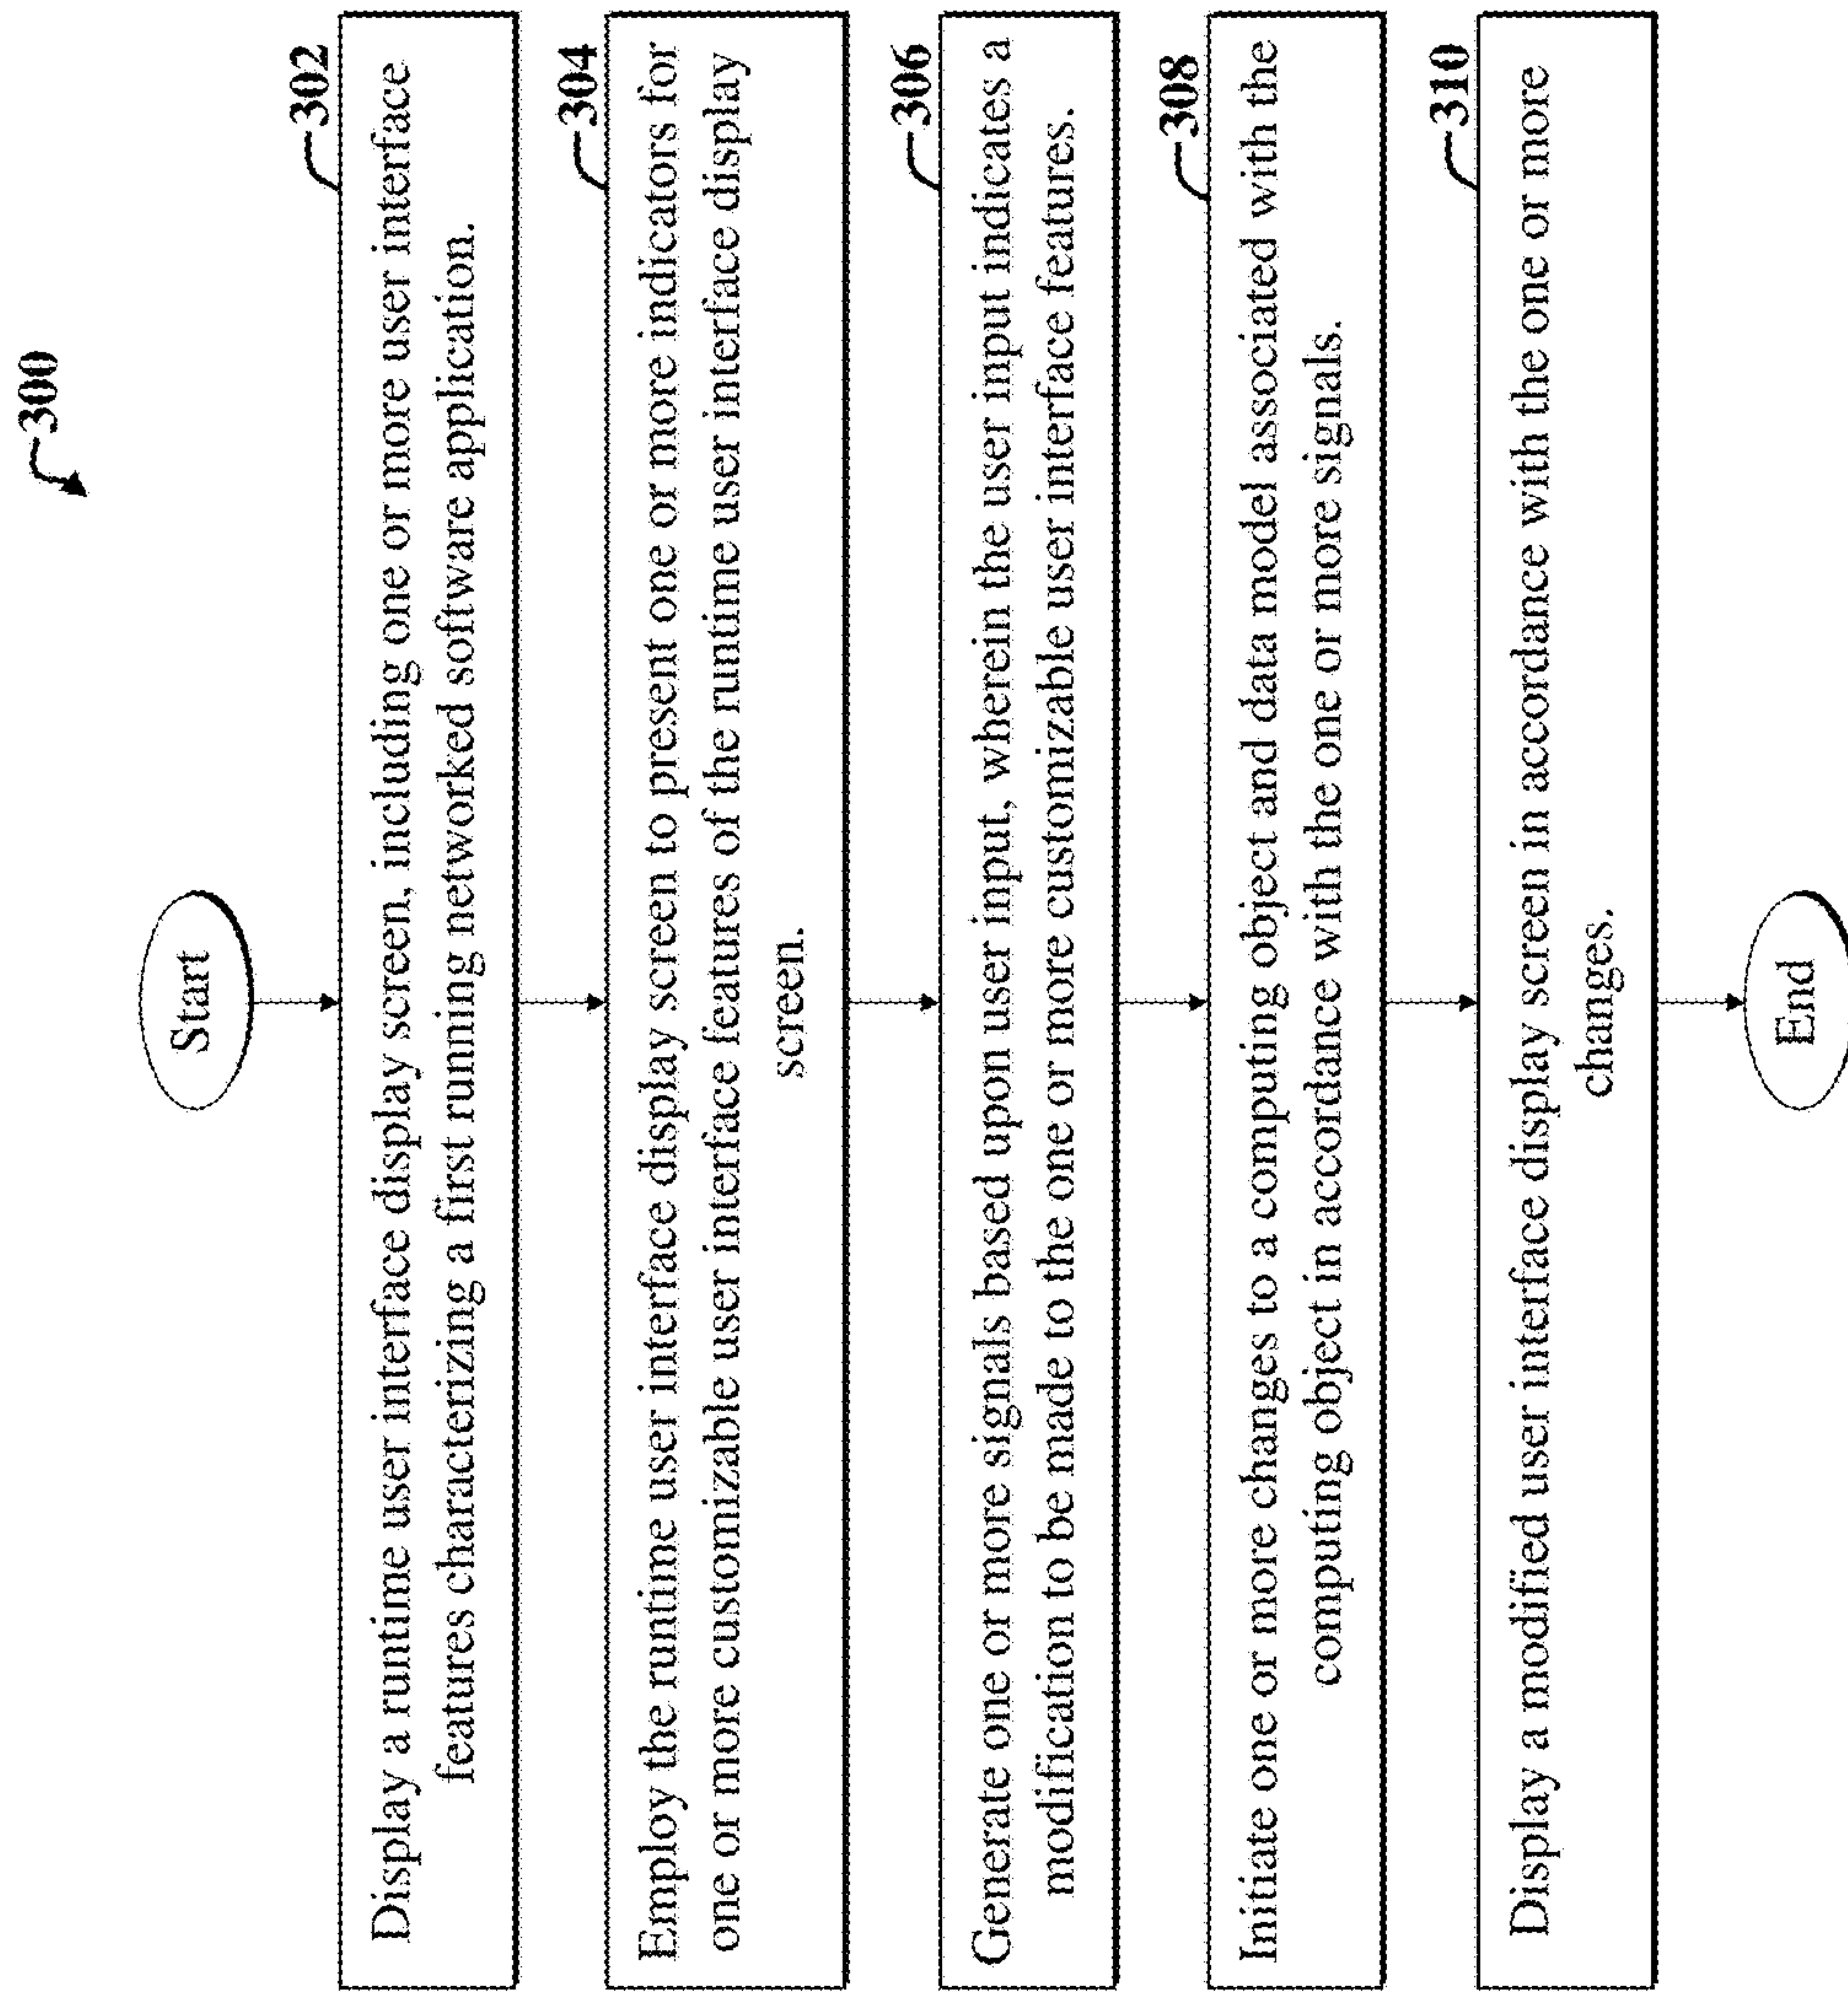 300
Start
302
Display a runtime user interface display screen, including one or more user interface
features characterizing a first running networked software application.
304
Employ the runtime user interface display screen to present one or more indicators for
one or more customizable user interface features of the runtime user interface display
screen.
306
Generate one or more signals based upon user input, wherein the user input indicates a
modification to be made to the one or more customizable user interface features.
308
Initiate one or more changes to a computing object and data model associated with the
computing object in accordance with the one or more signals.
310
Display a modified user interface display screen in accordance with the one or more
changes.
End